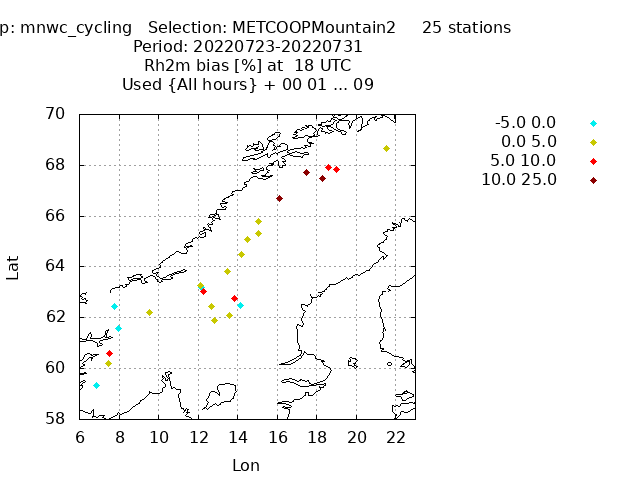 p: mnwc_cycling Selection: METCOOPMountain2 25 stations
Period: 20220723-20220731
Rh2m bias [%] at 18 UTC
Used {All hours} + 00 01 ... 09
-5.0 0.0
0.0 5.0
5.0 10.0
10.0 25.0
70
68
66
64
62
60
58
Lat
6 8 10 12 14 16 18 20 22
Lon